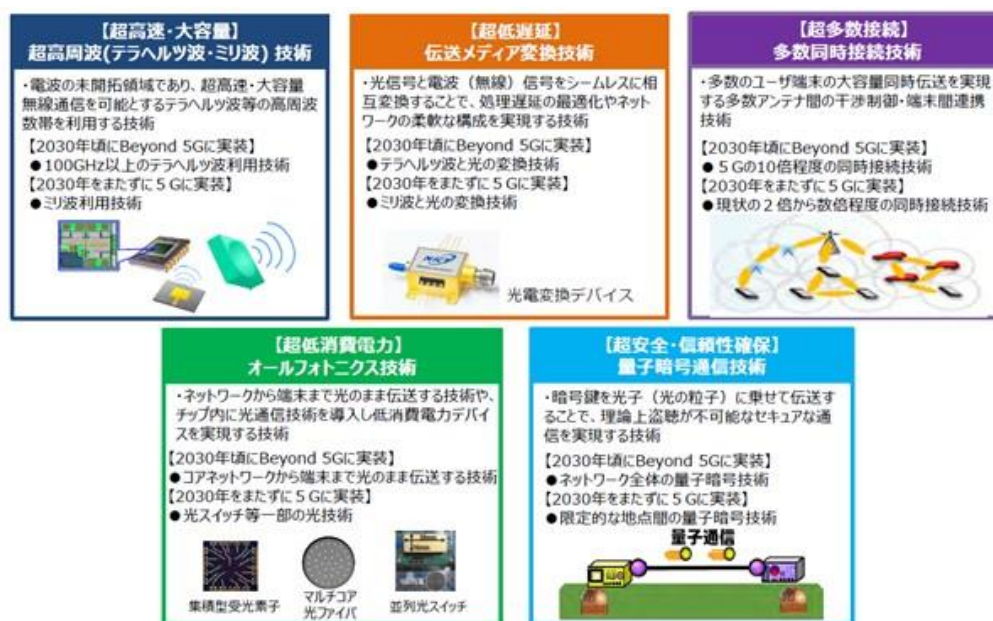 【超高速・大容量】
超高周波(テラヘルツ波・ミリ波) 技術
・電波の未開拓領域であり、超高速・大容量
無線通信を可能とするテラヘルツ波等の高周波
数帯を利用する技術
【2030年頃にBeyond 5Gに実装】
●100GHz以上のテラヘルツ波利用技術
【2030年をまたずに５Gに実装】
●ミリ波利用技術
【超低遅延】
伝送メディア変換技術
・光信号と電波（無線）信号をシームレスに相
互変換することで、処理遅延の最適化やネット
ワークの柔軟な構成を実現する技術
【2030年頃にBeyond 5Gに実装】
●テラヘルツ波と光の変換技術
【2030年をまたずに５Gに実装】
●ミリ波と光の変換技術
NICT
光電変換デバイス
【超多数接続】
多数同時接続技術
・多数のユーザ端末の大容量同時伝送を実現
する多数アンテナ間の干渉制御・端末間連携
技術
【2030年頃にBeyond 5Gに実装】
●５Gの10倍程度の同時接続技術
【2030年をまたずに５Gに実装】
●現状の２倍から数倍程度の同時接続技術
【超低消費電力】
オールフォトニクス技術
・ネットワークから端末まで光のまま伝送する技術や、
チップ内に光通信技術を導入し低消費電力デバイ
スを実現する技術
【2030年頃にBeyond 5Gに実装】
●コアネットワークから端末まで光のまま伝送する技術
【2030年をまたずに５Gに実装】
●光スイッチ等一部の光技術
集積型受光素子
マルチコア
光ファイバ
並列光スイッチ
【超安全・信頼性確保】
量子暗号通信技術
・暗号鍵を光子（光の粒子）に乗せて伝送す
ることで、理論上盗聴が不可能なセキュアな通
信を実現する技術
【2030年頃にBeyond 5Gに実装】
●ネットワーク全体の量子暗号技術
【2030年をまたずに５Gに実装】
●限定的な地点間の量子暗号技術
量子通信